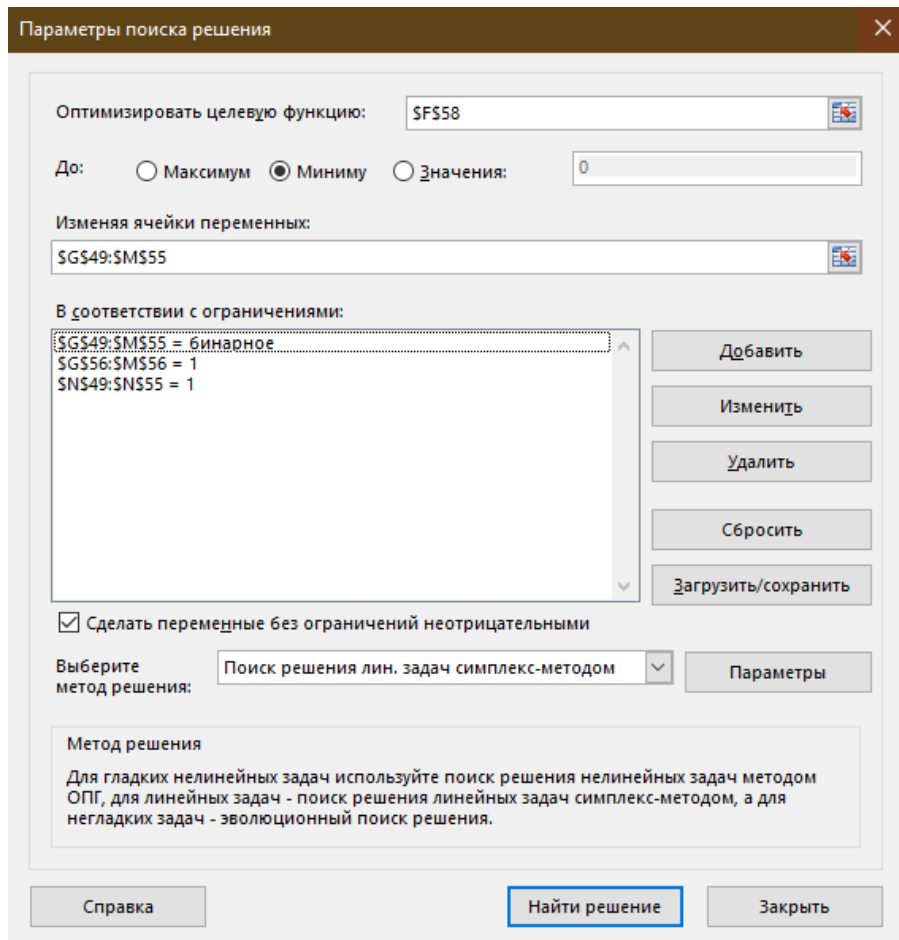 Параметры поиска решения
Оптимизировать целевую функцию:
$F$58
До:
Максимум
Миниму
Значения:
0
Изменяя ячейки переменных:
$G$49:$M$55
В соответствии с ограничениями:
$G$49:$M$55 = бинарное
$G$56:$M$56 = 1
$N$49:$N$55 = 1
Добавить
Изменить
Удалить
Сбросить
Загрузить/сохранить
Сделать переменные без ограничений неотрицательными
Выберите
метод решения:
Поиск решения лин. задач симплекс-методом
Параметры
Метод решения
Для гладких нелинейных задач используйте поиск решения нелинейных задач методом
ОПГ, для линейных задач - поиск решения линейных задач симплекс-методом, а для
негладких задач - эволюционный поиск решения.
Справка
Найти решение
Закрыть